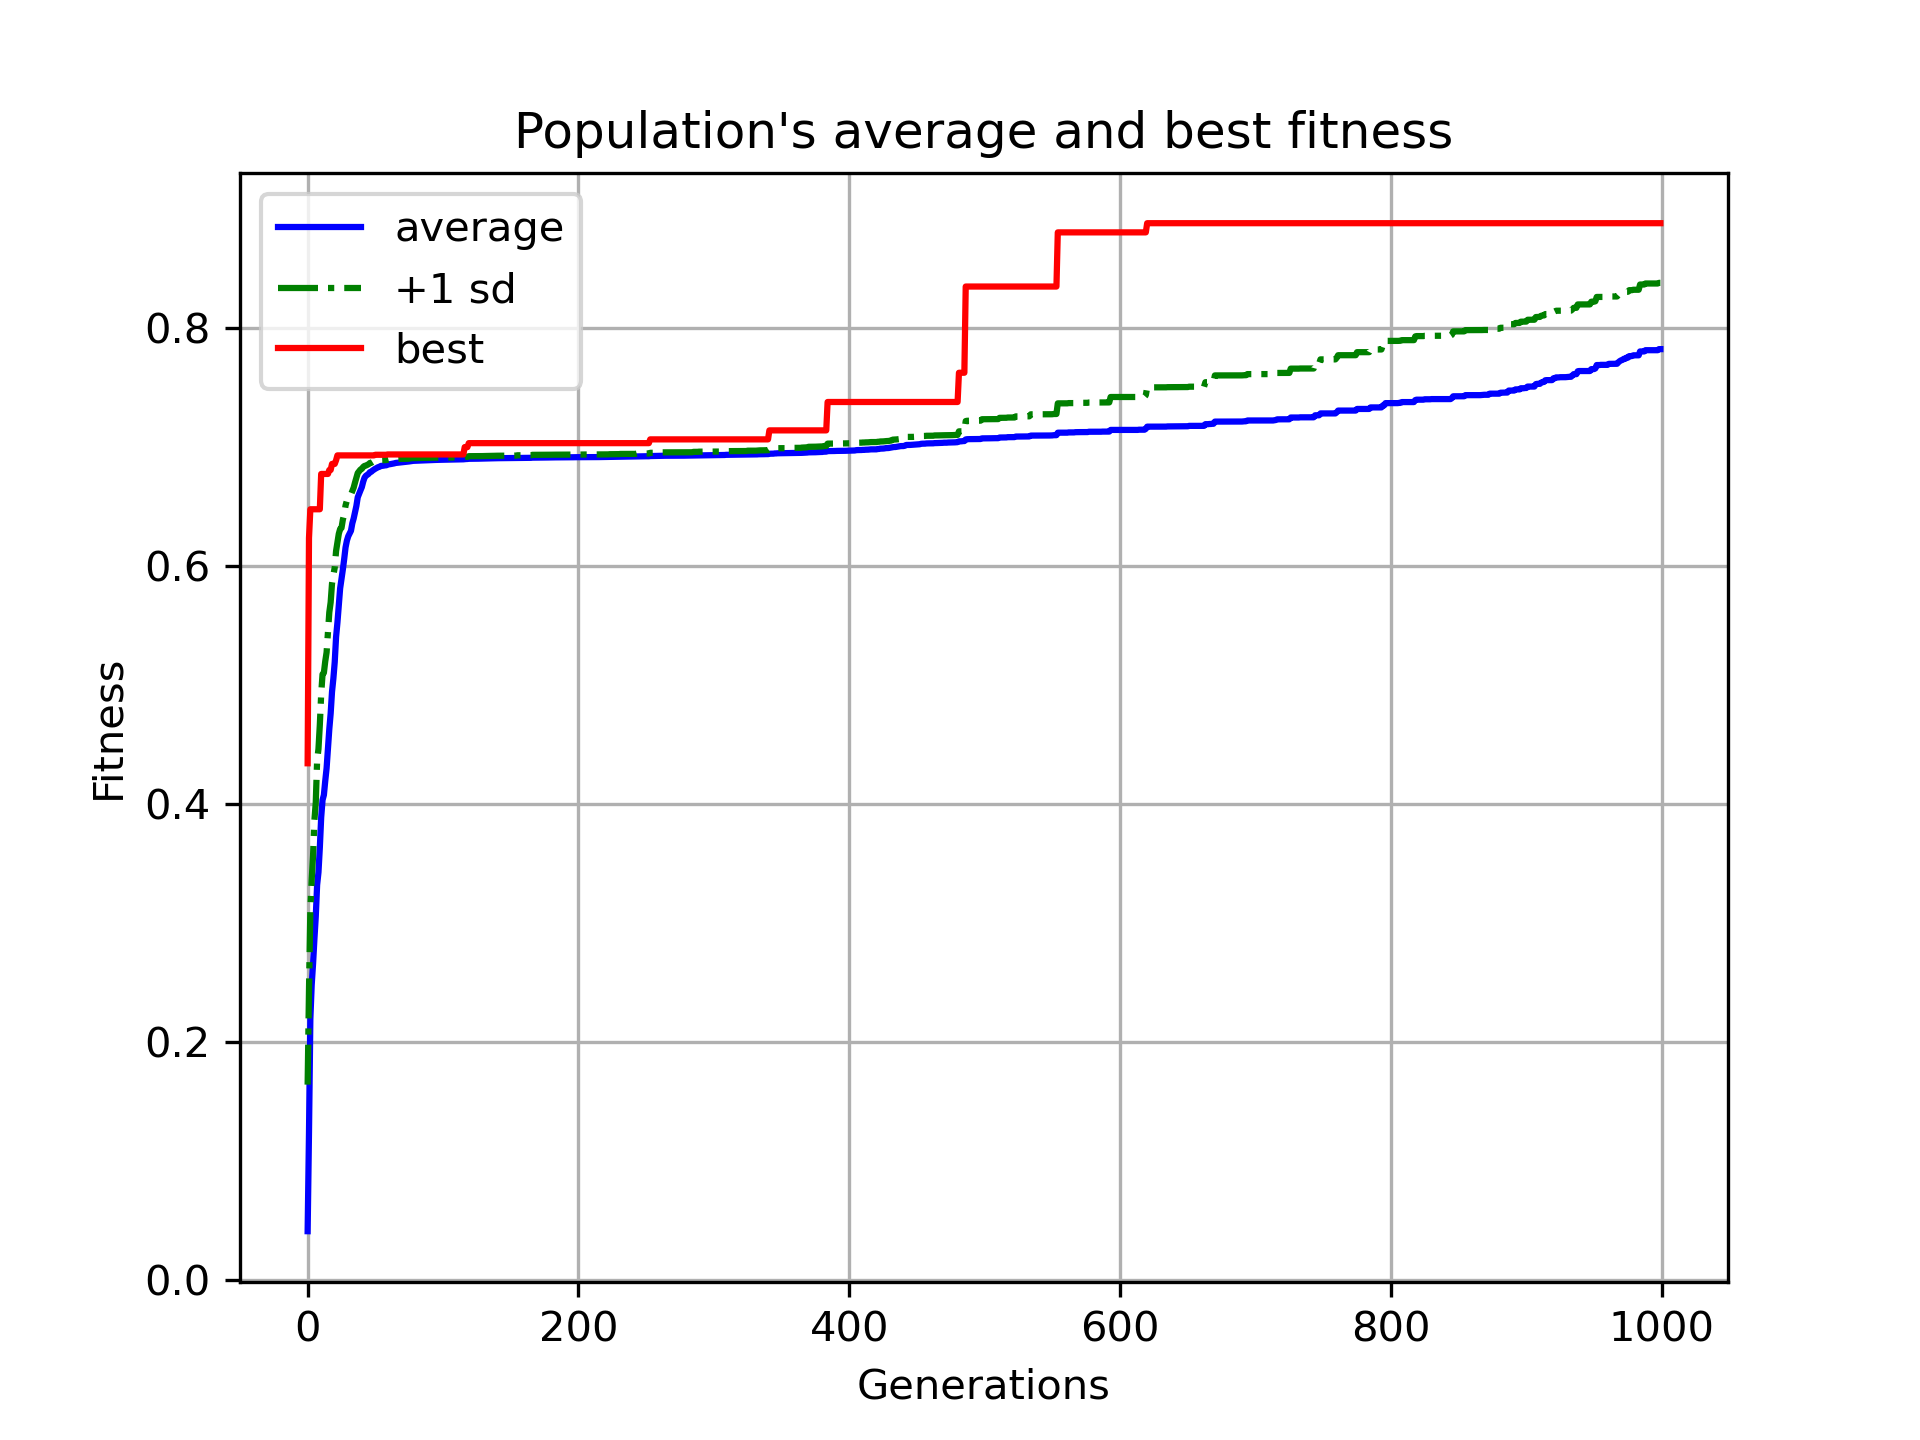 Population's average and best fitness
average
+1 sd
best
0.8
0.6
0.4
0.2
0.0
Fitness
0 200 400 600 800 1000
Generations